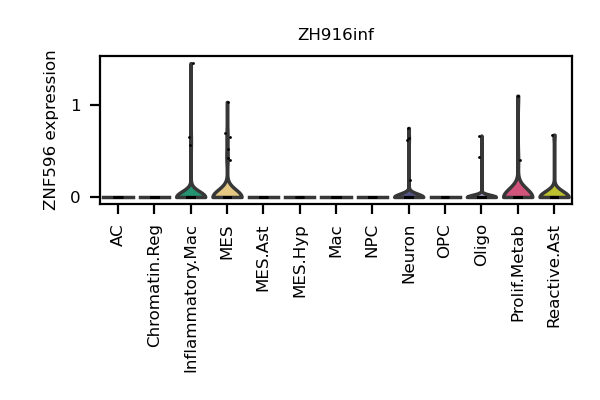 ZH916inf
ZNF596 expression
1
0
AC
Chromatin.Reg
Inflammatory.Mac
MES
MES.Ast
MES.Hyp
Mac
NPC
Neuron
OPC
Oligo
Prolif.Metab
Reactive.Ast